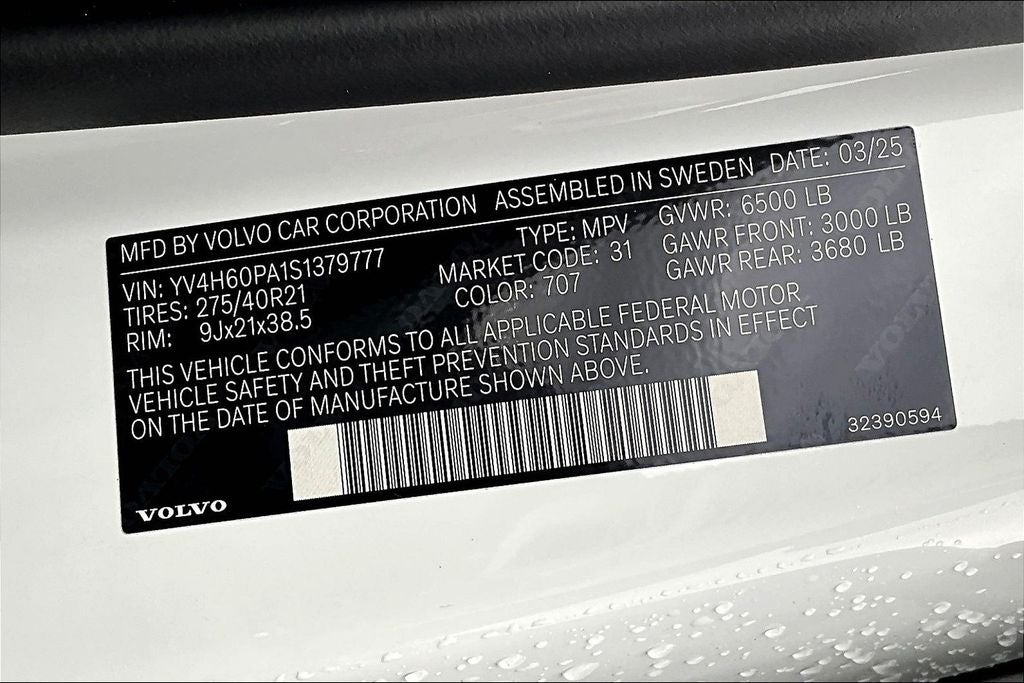 MFD BY VOLVO CAR CORPORATION ASSEMBLED IN SWEDEN DATE: 03/25
VIN: YV4H60PA1S1379777 TYPE: MPV GVWR: 6500 LB
TIRES: 275/40R21 MARKET CODE: 31 GAWR FRONT: 3000 LB
RIM: 9Jx21x38.5 COLOR: 707 GAWR REAR: 3680 LB
THIS VEHICLE CONFORMS TO ALL APPLICABLE FEDERAL MOTOR
VEHICLE SAFETY AND THEFT PREVENTION STANDARDS IN EFFECT
ON THE DATE OF MANUFACTURE SHOWN ABOVE.
32390594
VOLVO